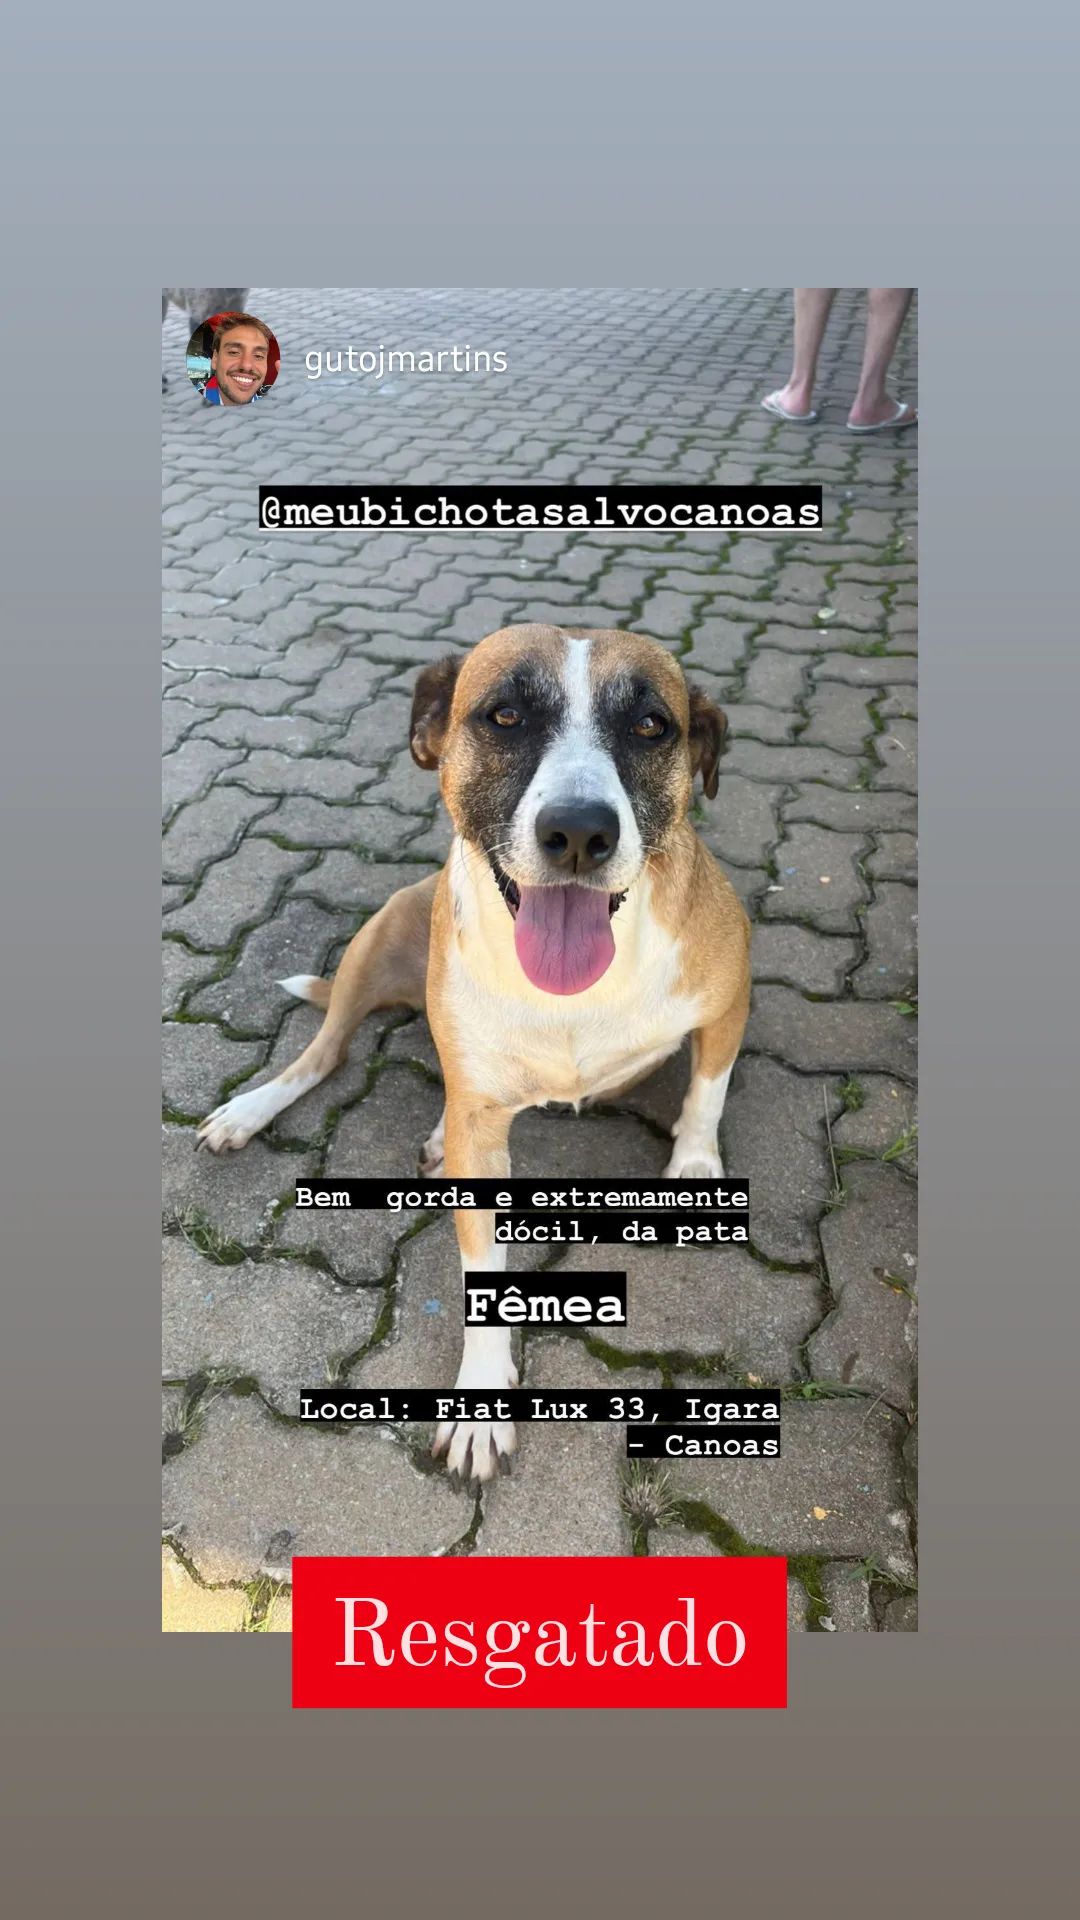 gutojmartins
@meubichotasalvocanoas
Bem  gorda e extremamente
dócil, da pata
Fêmea
Local: Fiat Lux 33, Igara
- Canoas
Resgatado